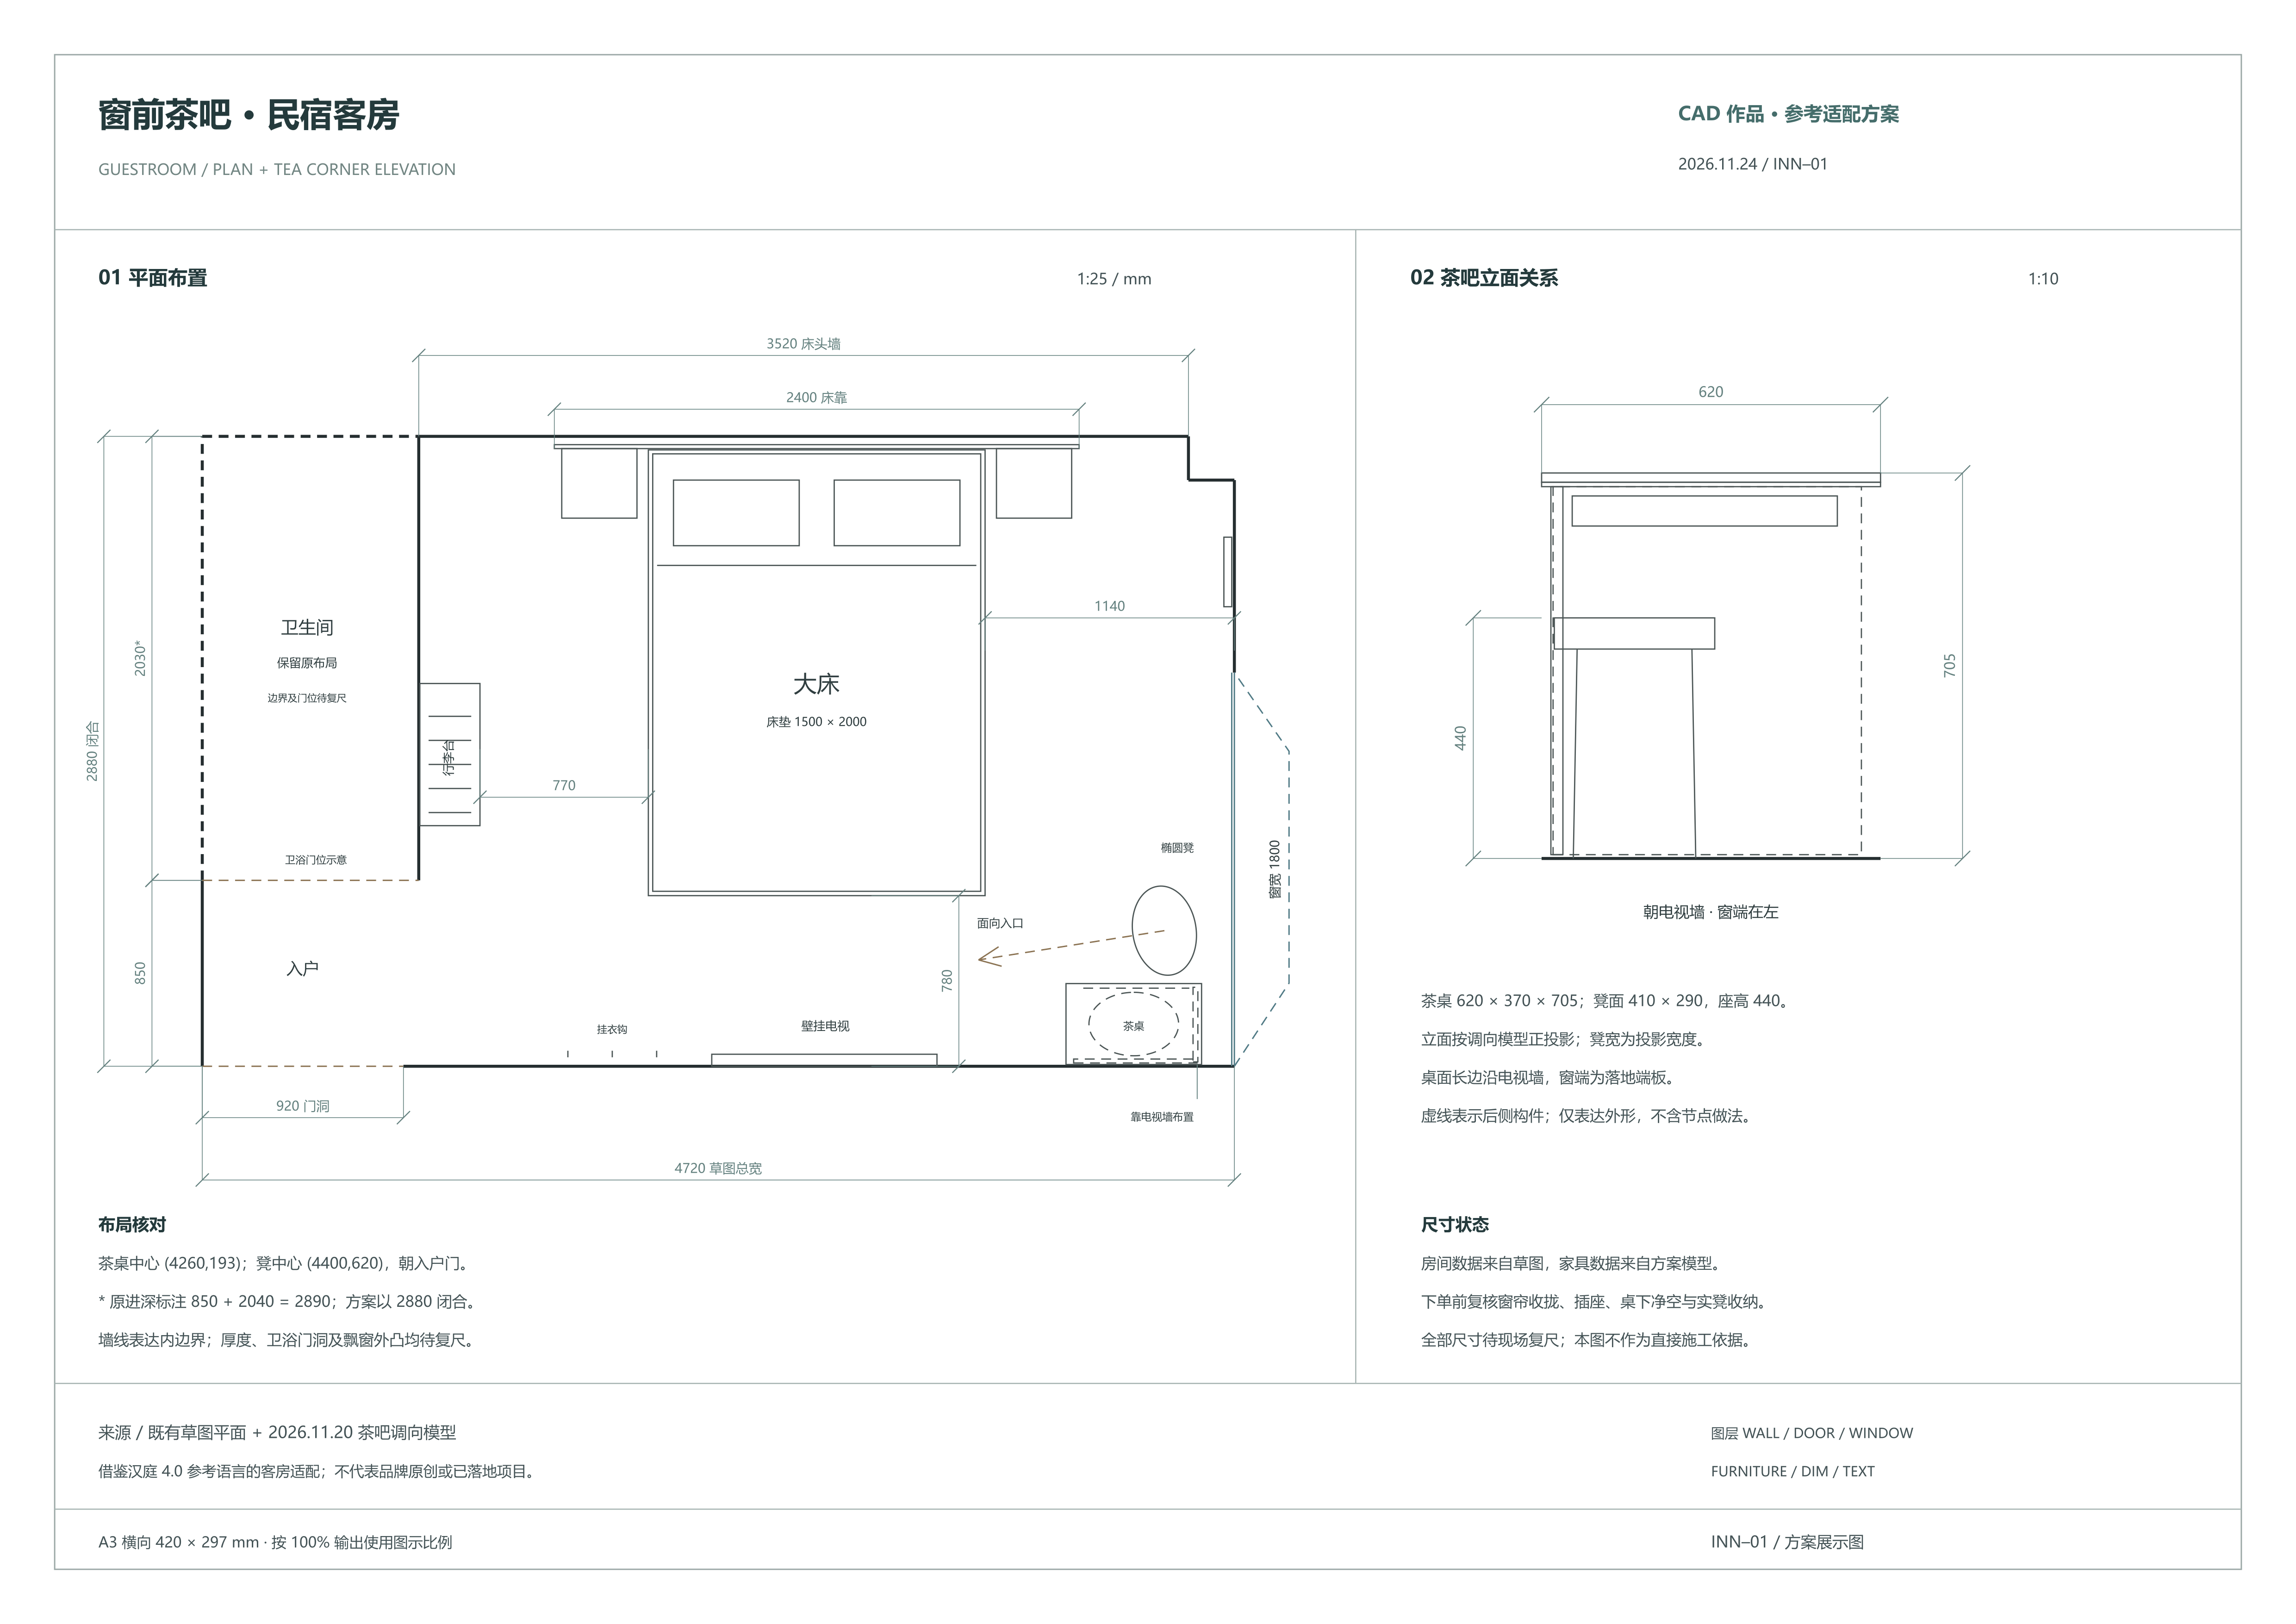 窗前茶吧 · 民宿客房
GUESTROOM / PLAN + TEA CORNER ELEVATION
CAD 作品 · 参考适配方案
2026.11.24 / INN–01
01 平面布置
1:25 / mm
3520 床头墙
2400 床靠
卫生间
保留原布局
边界及门位待复尺
2030*
2880 闭合
行李台
770
大床
床垫 1500 × 2000
1140
卫浴门位示意
椭圆凳
窗宽 1800
面向入口
入户
850
780
挂衣钩
壁挂电视
茶桌
920 门洞
靠电视墙布置
4720 草图总宽
布局核对
茶桌中心 (4260,193)；凳中心 (4400,620)，朝入户门。
* 原进深标注 850 + 2040 = 2890；方案以 2880 闭合。
墙线表达内边界；厚度、卫浴门洞及飘窗外凸均待复尺。
02 茶吧立面关系
1:10
620
705
440
朝电视墙 · 窗端在左
茶桌 620 × 370 × 705；凳面 410 × 290，座高 440。
立面按调向模型正投影；凳宽为投影宽度。
桌面长边沿电视墙，窗端为落地端板。
虚线表示后侧构件；仅表达外形，不含节点做法。
尺寸状态
房间数据来自草图，家具数据来自方案模型。
下单前复核窗帘收拢、插座、桌下净空与实凳收纳。
全部尺寸待现场复尺；本图不作为直接施工依据。
来源 / 既有草图平面 + 2026.11.20 茶吧调向模型
借鉴汉庭 4.0 参考语言的客房适配；不代表品牌原创或已落地项目。
图层 WALL / DOOR / WINDOW
FURNITURE / DIM / TEXT
A3 横向 420 × 297 mm · 按 100% 输出使用图示比例
INN–01 / 方案展示图